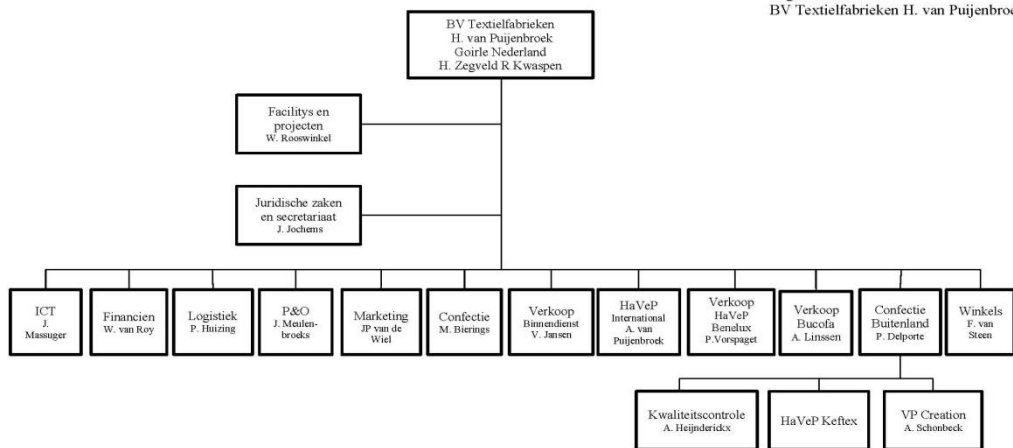 BV Textielfabrieken H. van Puijenbroe
BV Textielfabrieken
H. van Puijenbroek
Goirle Nederland
H. Zegveld R Kwaspen
Facilitys en
projecten
W. Rooswinkel
Juridische zaken
en secretariaat
J. Jochems
ICT
J.
Massuger
Financien
W. van Roy
Logistiek
P. Huizing
P&O
J. Meulen-
broeks
Marketing
JP van de
Wiel
Confectie
M. Bierings
Verkoop
Binnendienst
V. Jansen
HaVeP
International
A. van
Puijenbroek
Verkoop
HaVeP
Benelux
P.Vorspaget
Verkoop
Bucofa
A. Linssen
Confectie
Buitenland
P. Delporte
Winkels
F. van
Steen
Kwaliteitscontrole
A. Heijnderickx
HaVeP Keftex
VP Creation
A. Schonbeck